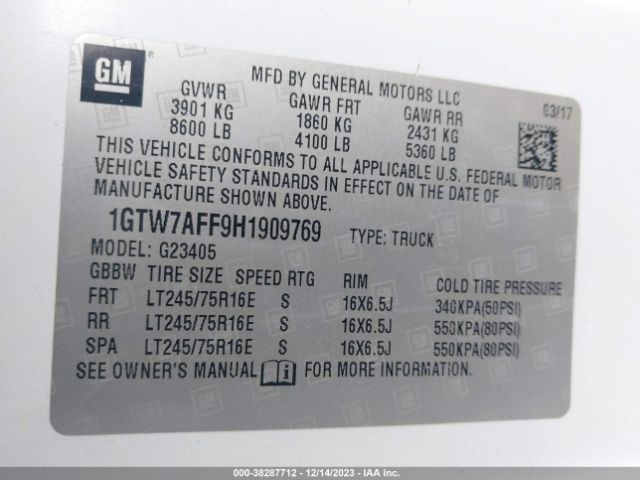 GM
MFD BY GENERAL MOTORS LLC 03/17
GVWR GAWR FRT GAWR RR
3901 KG 1860 KG 2431 KG
8600 LB 4100 LB 5360 LB
THIS VEHICLE CONFORMS TO ALL APPLICABLE U.S. FEDERAL MOTOR
VEHICLE SAFETY STANDARDS IN EFFECT ON THE DATE OF
MANUFACTURE SHOWN ABOVE.
1GTW7AFF9H1909769 TYPE: TRUCK
MODEL: G23405
GBBW TIRE SIZE SPEED RTG RIM COLD TIRE PRESSURE
FRT LT245/75R16E S 16X6.5J 340KPA(50PSI)
RR LT245/75R16E S 16X6.5J 550KPA(80PSI)
SPA LT245/75R16E S 16X6.5J 550KPA(80PSI)
SEE OWNER'S MANUAL i FOR MORE INFORMATION.
000-38287712 - 12/14/2023 - IAA Inc.